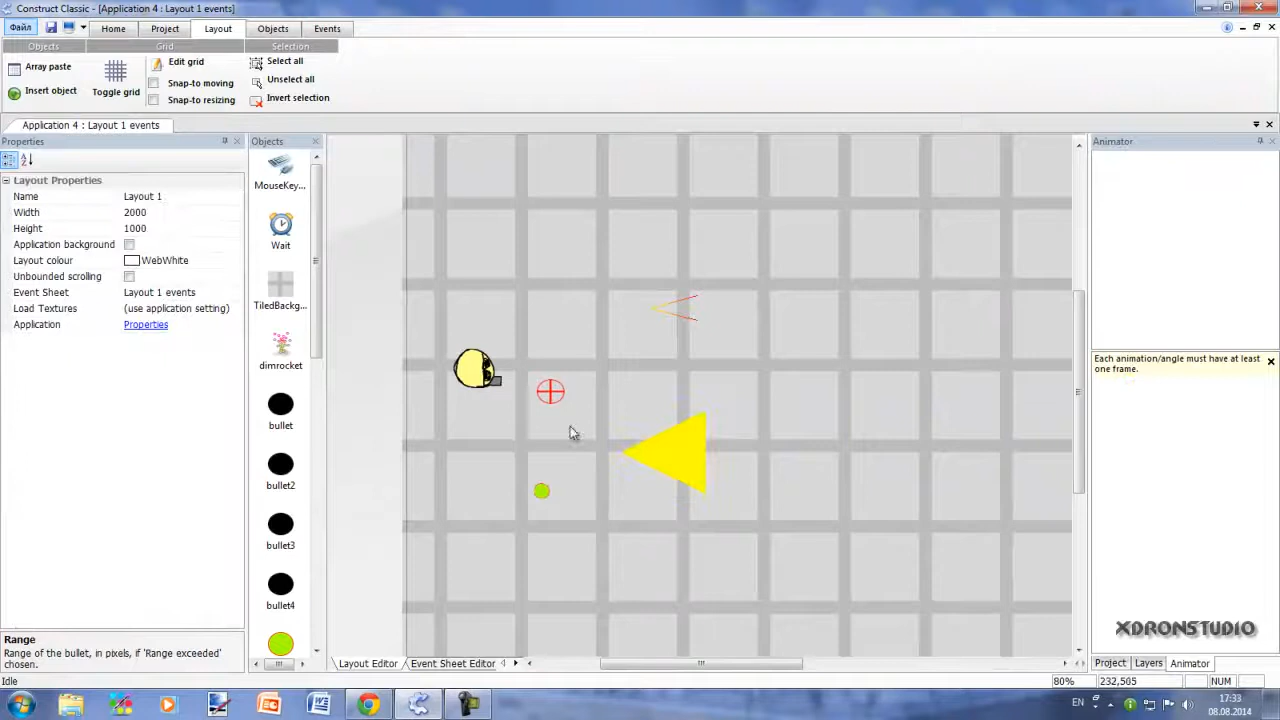 Construct Classic - [Application 4 : Layout 1 events]
Файл
Home
Project
Layout
Objects
Events
Objects
Grid
Selection
Array paste
Insert object
Toggle grid
Edit grid
Snap-to moving
Snap-to resizing
Select all
Unselect all
Invert selection
Application 4 : Layout 1 events
Properties
Layout Properties
Name Layout 1
Width 2000
Height 1000
Application background
Layout colour WebWhite
Unbounded scrolling
Event Sheet Layout 1 events
Load Textures (use application setting)
Application Properties
Range
Range of the bullet, in pixels, if 'Range exceeded' chosen.
Objects
MouseKey...
Wait
TiledBackg...
dimrocket
bullet
bullet2
bullet3
bullet4
Layout Editor
Event Sheet Editor
Animator
Each animation/angle must have at least one frame.
XDRONSTUDIO
Project
Layers
Animator
Idle
80%
232,505
NUM
EN
17:33
08.08.2014